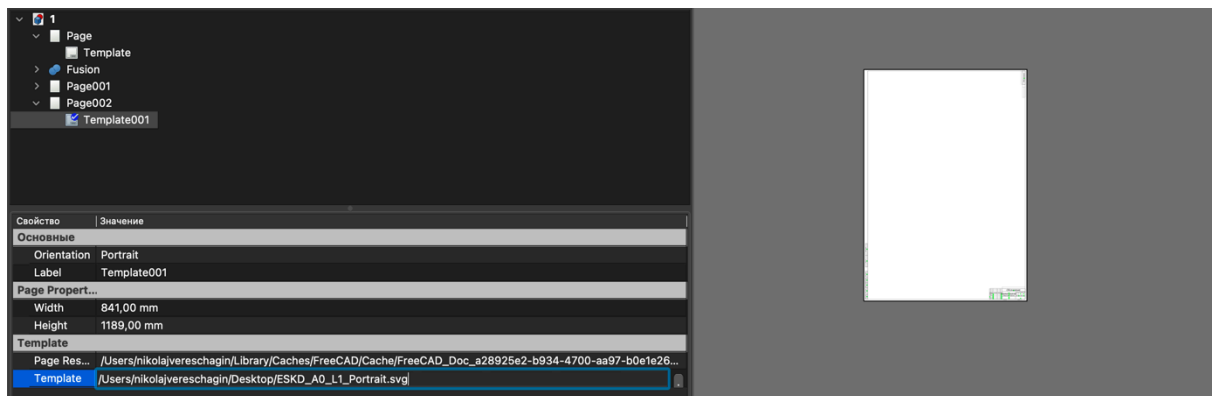 1
Page
Template
Fusion
Page001
Page002
Template001
Свойство Значение
Основные
Orientation Portrait
Label Template001
Page Propert...
Width 841,00 mm
Height 1189,00 mm
Template
Page Res... /Users/nikolajvereschagin/Library/Caches/FreeCAD/Cache/FreeCAD_Doc_a28925e2-b934-4700-aa97-b0e1e26...
Template /Users/nikolajvereschagin/Desktop/ESKD_A0_L1_Portrait.svg